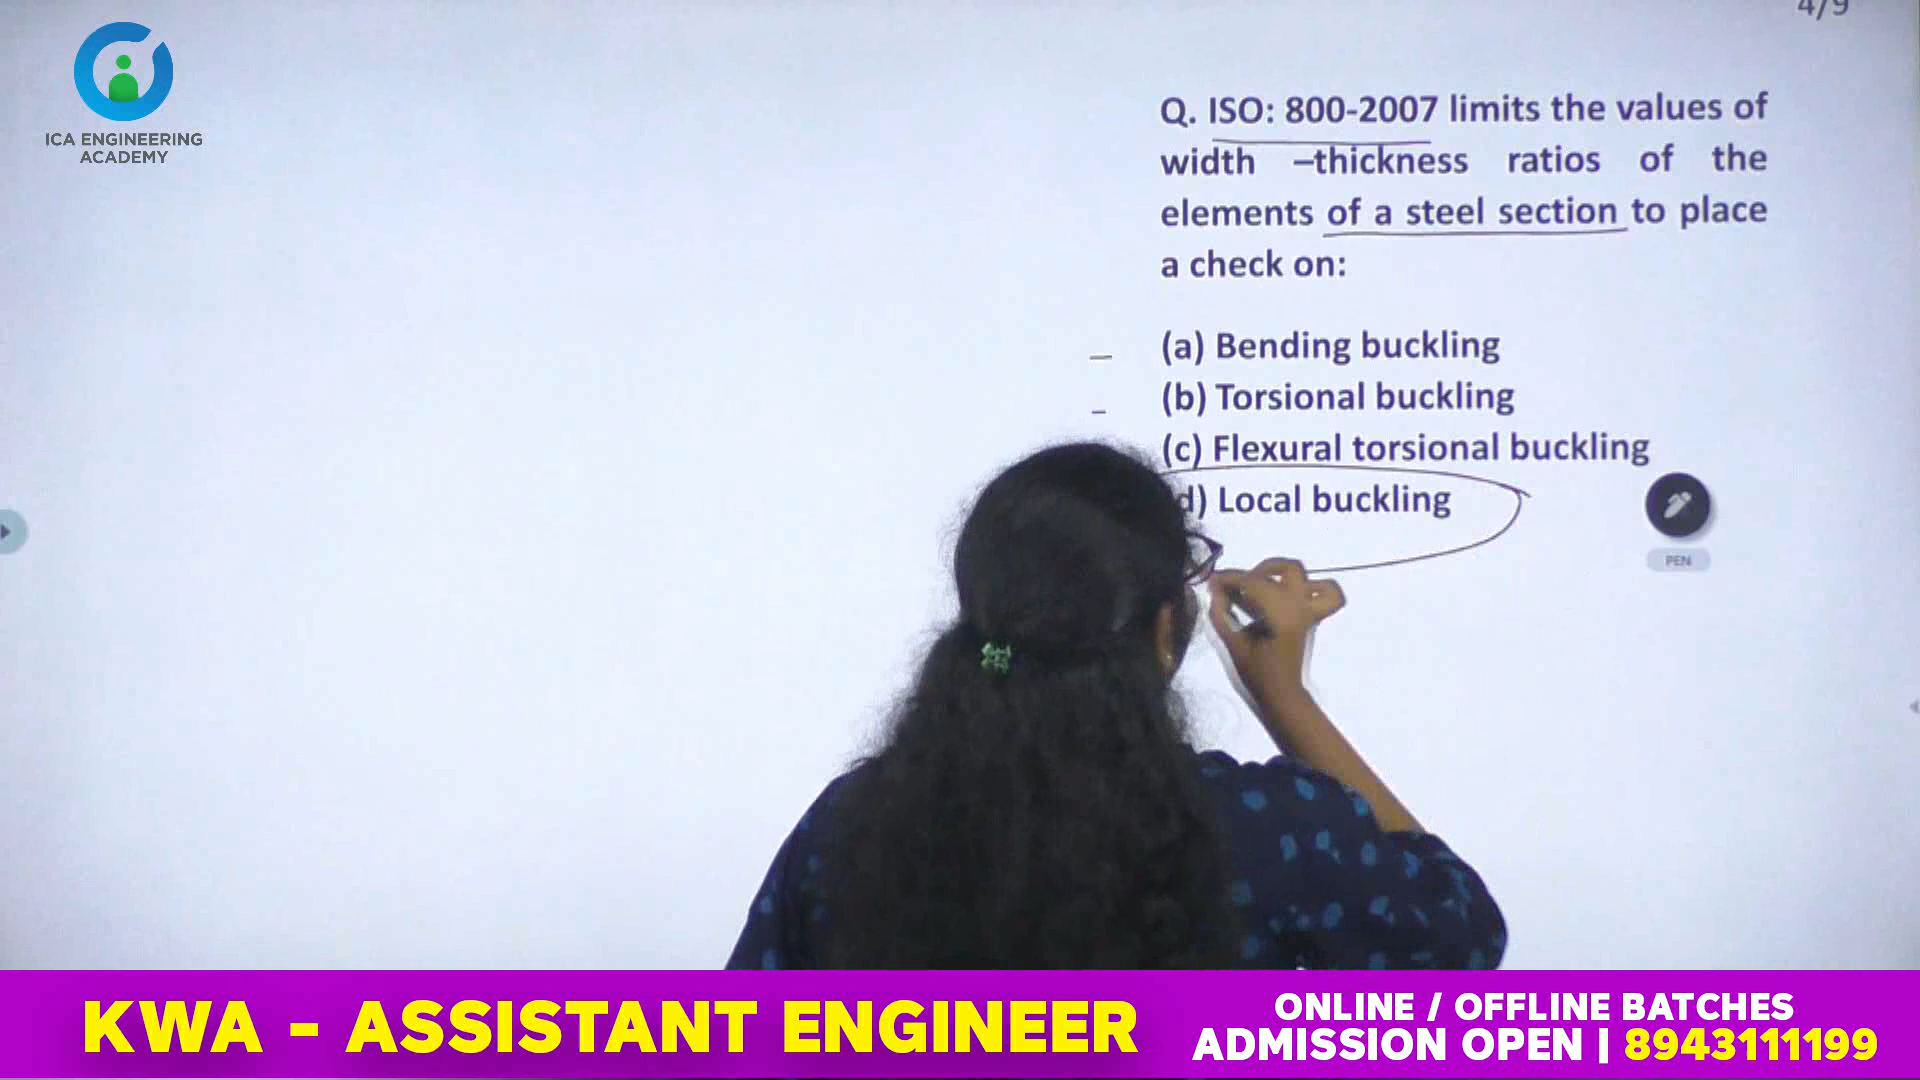 4/9
ICA ENGINEERING
ACADEMY
Q. ISO: 800-2007 limits the values of
width –thickness ratios of the
elements of a steel section to place
a check on:
(a) Bending buckling
(b) Torsional buckling
(c) Flexural torsional buckling
d) Local buckling
PEN
KWA - ASSISTANT ENGINEER
ONLINE / OFFLINE BATCHES
ADMISSION OPEN | 8943111199